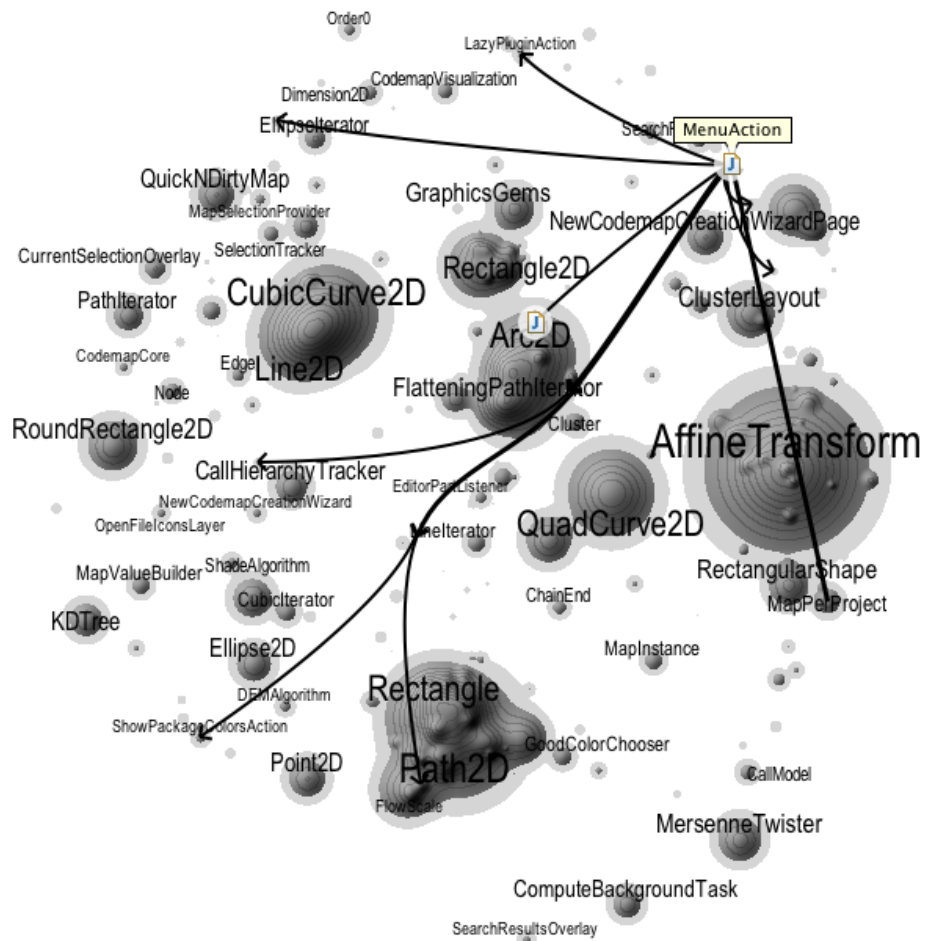 Order0
LazyPluginAction
CodemapVisualization
Dimension2D
EllipseIterator
MenuAction
J
QuickNDirtyMap
GraphicsGems
MapSelectionProvider
NewCodemapCreationWizardPage
SelectionTracker
CurrentSelectionOverlay
Rectangle2D
CubicCurve2D
PathIterator
ClusterLayout
J
Arc2D
CodemapCore
Edge
Line2D
Node
FlatteningPathIterator
Cluster
RoundRectangle2D
AffineTransform
CallHierarchyTracker
EditorPartListener
NewCodemapCreationWizard
OpenFileIconsLayer
QuadCurve2D
LineIterator
ShadeAlgorithm
MapValueBuilder
RectangularShape
CubicIterator
ChainEnd
MapPerProject
KDTree
Ellipse2D
MapInstance
Rectangle
DEMAlgorithm
ShowPackageColorsAction
GoodColorChooser
Point2D
Path2D
CallModel
FlowScale
MersenneTwister
ComputeBackgroundTask
SearchResultsOverlay